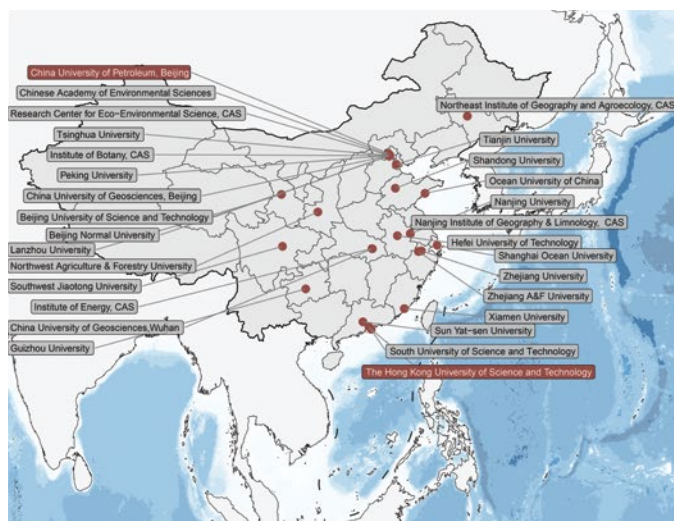 China University of Petroleum, Beijing
Chinese Academy of Environmental Sciences
Research Center for Eco-Environmental Science, CAS
Tsinghua University
Institute of Botany, CAS
Peking University
China University of Geosciences, Beijing
Beijing University of Science and Technology
Beijing Normal University
Lanzhou University
Northwest Agriculture & Forestry University
Southwest Jiaotong University
Institute of Energy, CAS
China University of Geosciences,Wuhan
Guizhou University
Northeast Institute of Geography and Agroecology, CAS
Tianjin University
Shandong University
Ocean University of China
Nanjing University
Nanjing Institute of Geography & Limnology, CAS
Hefei University of Technology
Shanghai Ocean University
Zhejiang University
Zhejiang A&F University
Xiamen University
Sun Yat-sen University
South University of Science and Technology
The Hong Kong University of Science and Technology